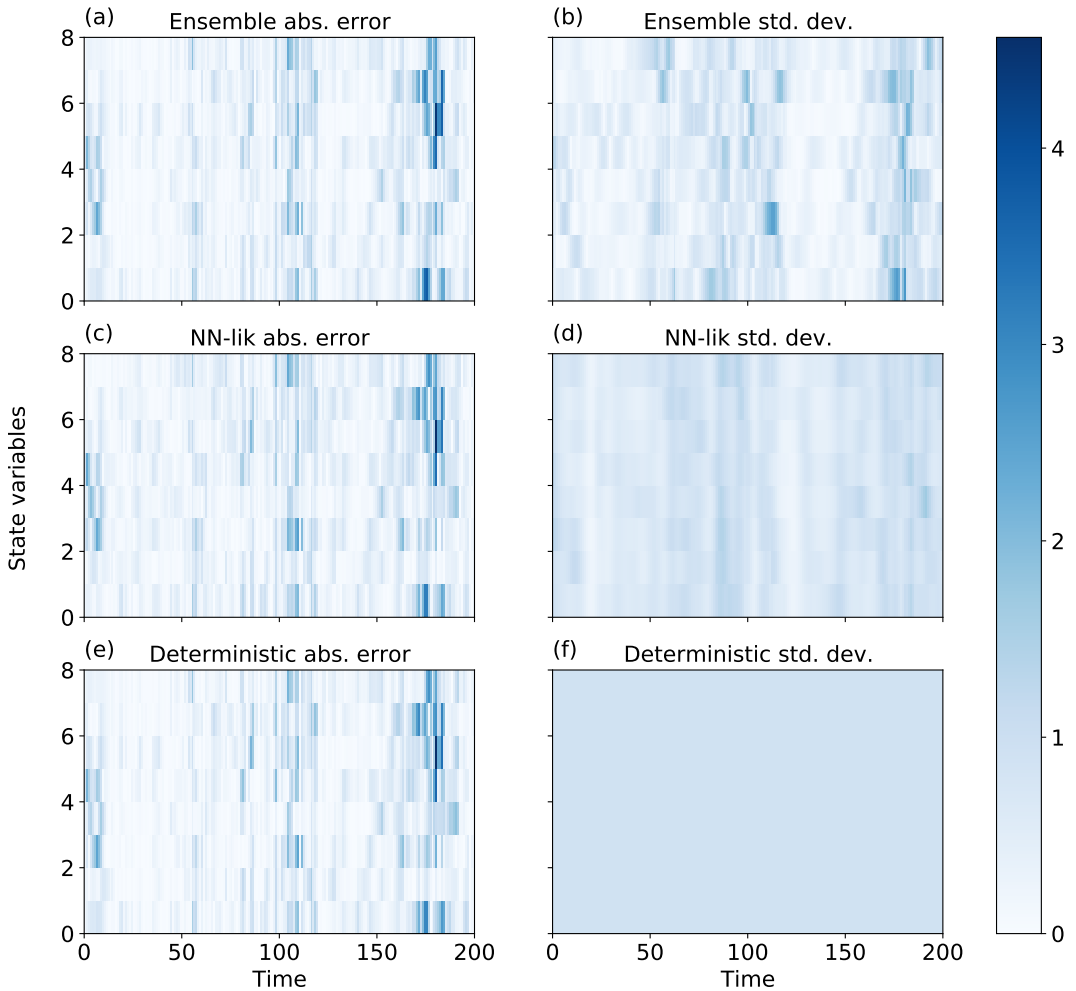 (a) Ensemble abs. error
(b) Ensemble std. dev.
8
6
4
2
0
(c) NN-lik abs. error
(d) NN-lik std. dev.
8
6
4
2
0
State variables
(e) Deterministic abs. error
(f) Deterministic std. dev.
8
6
4
2
0
0 50 100 150 200
Time
0 50 100 150 200
Time
4
3
2
1
0